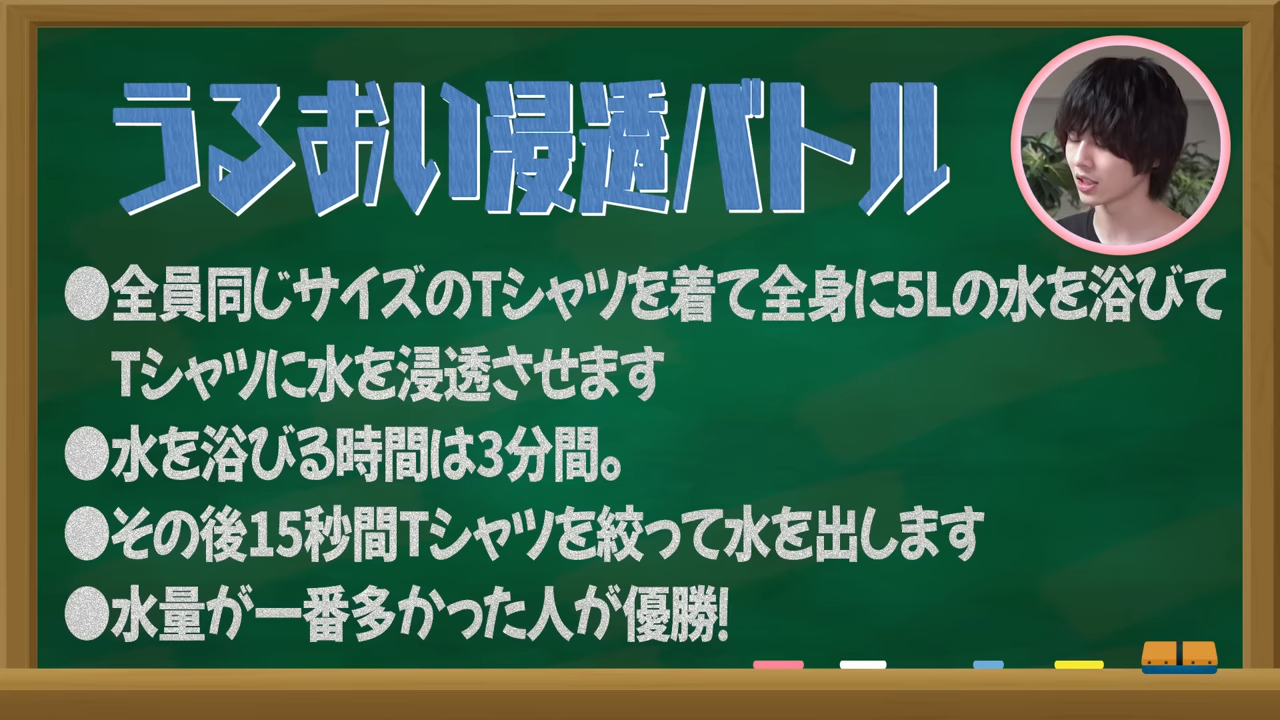 うるおい浸透バトル
●全員同じサイズのTシャツを着て全身に5Lの水を浴びて
Tシャツに水を浸透させます
●水を浴びる時間は3分間。
●その後15秒間Tシャツを絞って水を出します
●水量が一番多かった人が優勝!